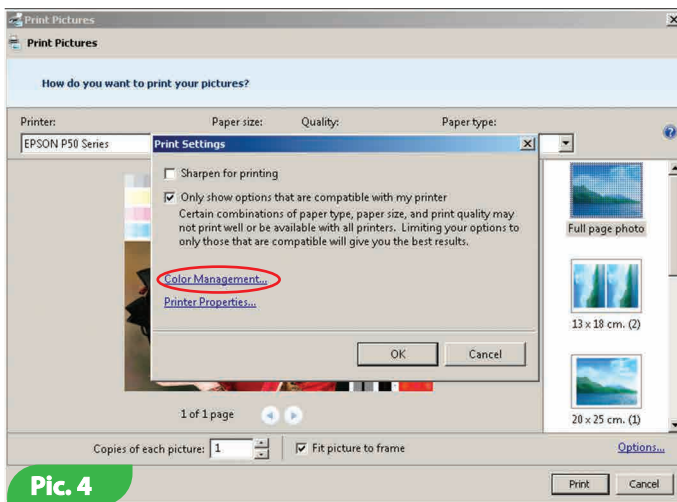 Print Pictures
Print Pictures
How do you want to print your pictures?
Printer: Paper size: Quality: Paper type:
EPSON P50 Series
Print Settings
Sharpen for printing
Only show options that are compatible with my printer
Certain combinations of paper type, paper size, and print quality may
not print well or be available with all printers. Limiting your options to
only those that are compatible will give you the best results.
Color Management...
Printer Properties...
OK Cancel
Full page photo
13 x 18 cm. (2)
20 x 25 cm. (1)
1 of 1 page
Copies of each picture: 1 Fit picture to frame Options...
Print Cancel
Pic. 4